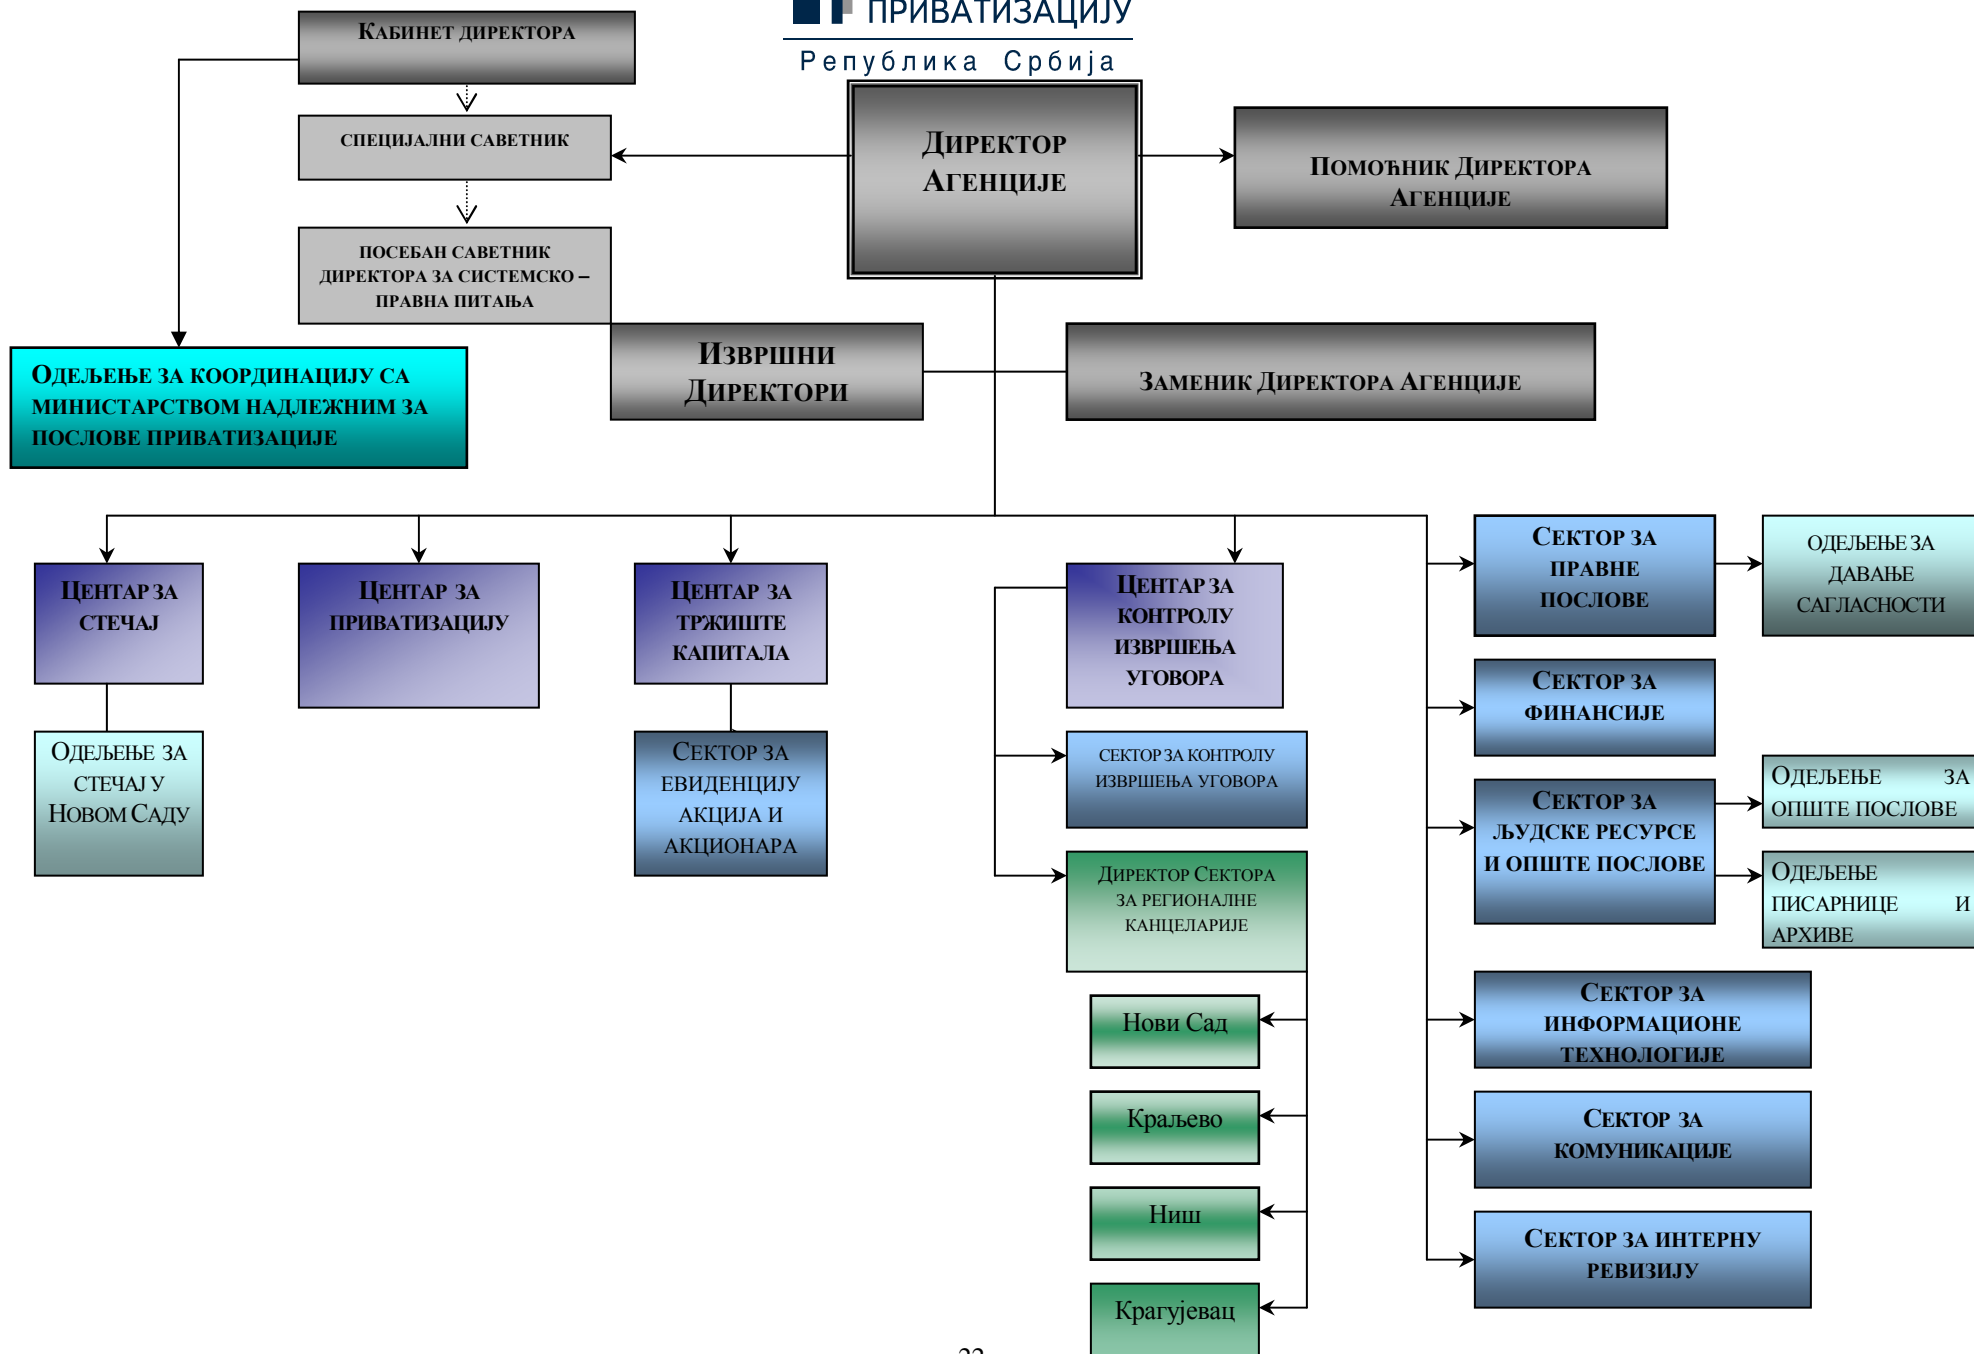 ПРИВАТИЗАЦИЈУ
Република Србија
КАБИНЕТ ДИРЕКТОРА
СПЕЦИЈАЛНИ САВЕТНИК
ПОСЕБАН САВЕТНИК
ДИРЕКТОРА ЗА СИСТЕМСКО –
ПРАВНА ПИТАЊА
ДИРЕКТОР
АГЕНЦИЈЕ
ПОМОЋНИК ДИРЕКТОРА
АГЕНЦИЈЕ
ИЗВРШНИ
ДИРЕКТОРИ
ЗАМЕНИК ДИРЕКТОРА АГЕНЦИЈЕ
ОДЕЉЕЊЕ ЗА КООРДИНАЦИЈУ СА
МИНИСТАРСТВОМ НАДЛЕЖНИМ ЗА
ПОСЛОВЕ ПРИВАТИЗАЦИЈЕ
ЦЕНТАР ЗА
СТЕЧАЈ
ЦЕНТАР ЗА
ПРИВАТИЗАЦИЈУ
ЦЕНТАР ЗА
ТРЖИШТЕ
КАПИТАЛА
ЦЕНТАР ЗА
КОНТРОЛУ
ИЗВРШЕЊА
УГОВОРА
СЕКТОР ЗА
ПРАВНЕ
ПОСЛОВЕ
ОДЕЉЕЊЕ ЗА
ДАВАЊЕ
САГЛАСНОСТИ
СЕКТОР ЗА
ФИНАНСИЈЕ
ОДЕЉЕЊЕ ЗА
СТЕЧАЈ У
НОВОМ САДУ
СЕКТОР ЗА
ЕВИДЕНЦИЈУ
АКЦИЈА И
АКЦИОНАРА
СЕКТОР ЗА КОНТРОЛУ
ИЗВРШЕЊА УГОВОРА
СЕКТОР ЗА
ЉУДСКЕ РЕСУРСЕ
И ОПШТЕ ПОСЛОВЕ
ОДЕЉЕЊЕ ЗА
ОПШТЕ ПОСЛОВЕ
ОДЕЉЕЊЕ
ПИСАРНИЦЕ И
АРХИВЕ
ДИРЕКТОР СЕКТОРА
ЗА РЕГИОНАЛНЕ
КАНЦЕЛАРИЈЕ
Нови Сад
Краљево
Ниш
Крагујевац
СЕКТОР ЗА
ИНФОРМАЦИОНЕ
ТЕХНОЛОГИЈЕ
СЕКТОР ЗА
КОМУНИКАЦИЈЕ
СЕКТОР ЗА ИНТЕРНУ
РЕВИЗИЈУ